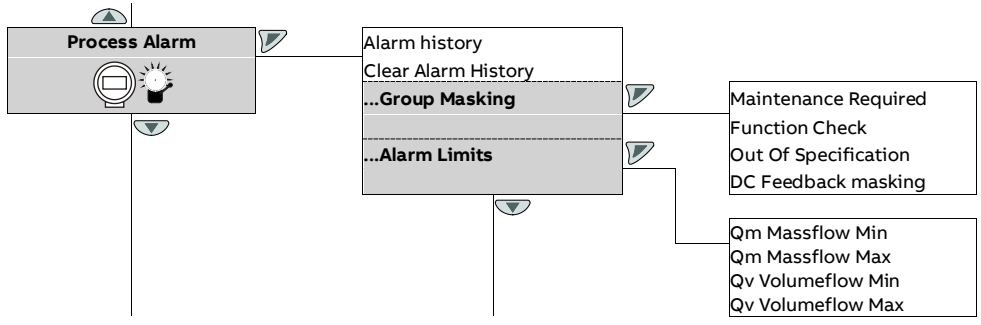 Process Alarm
Alarm history
Clear Alarm History
...Group Masking
...Alarm Limits
Maintenance Required
Function Check
Out Of Specification
DC Feedback masking
Qm Massflow Min
Qm Massflow Max
Qv Volumeflow Min
Qv Volumeflow Max